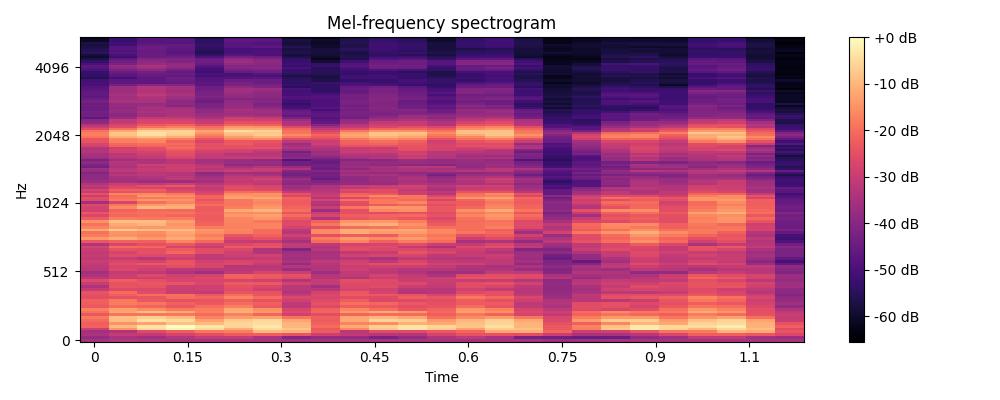 Mel-frequency spectrogram
Hz
4096
2048
1024
512
0
0 0.15 0.3 0.45 0.6 0.75 0.9 1.1
Time
+0 dB
-10 dB
-20 dB
-30 dB
-40 dB
-50 dB
-60 dB